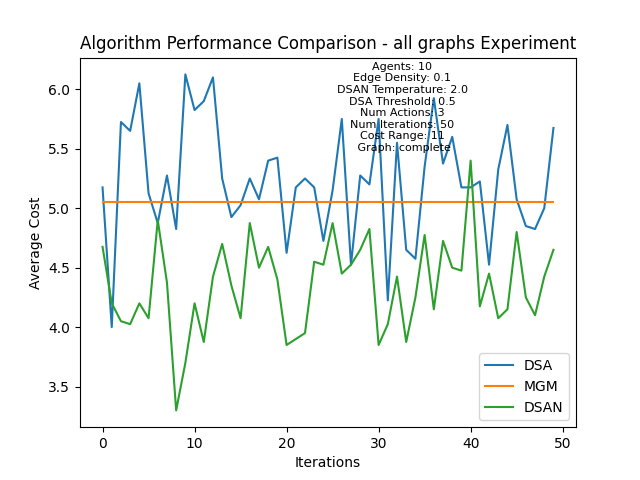 Algorithm Performance Comparison - all graphs Experiment
Agents: 10
Edge Density: 0.1
DSAN Temperature: 2.0
DSA Threshold: 0.5
Num Actions: 3
Num Iterations: 50
Cost Range: 11
Graph: complete
Average Cost
6.0
5.5
5.0
4.5
4.0
3.5
0
10
20
30
40
50
Iterations
DSA
MGM
DSAN